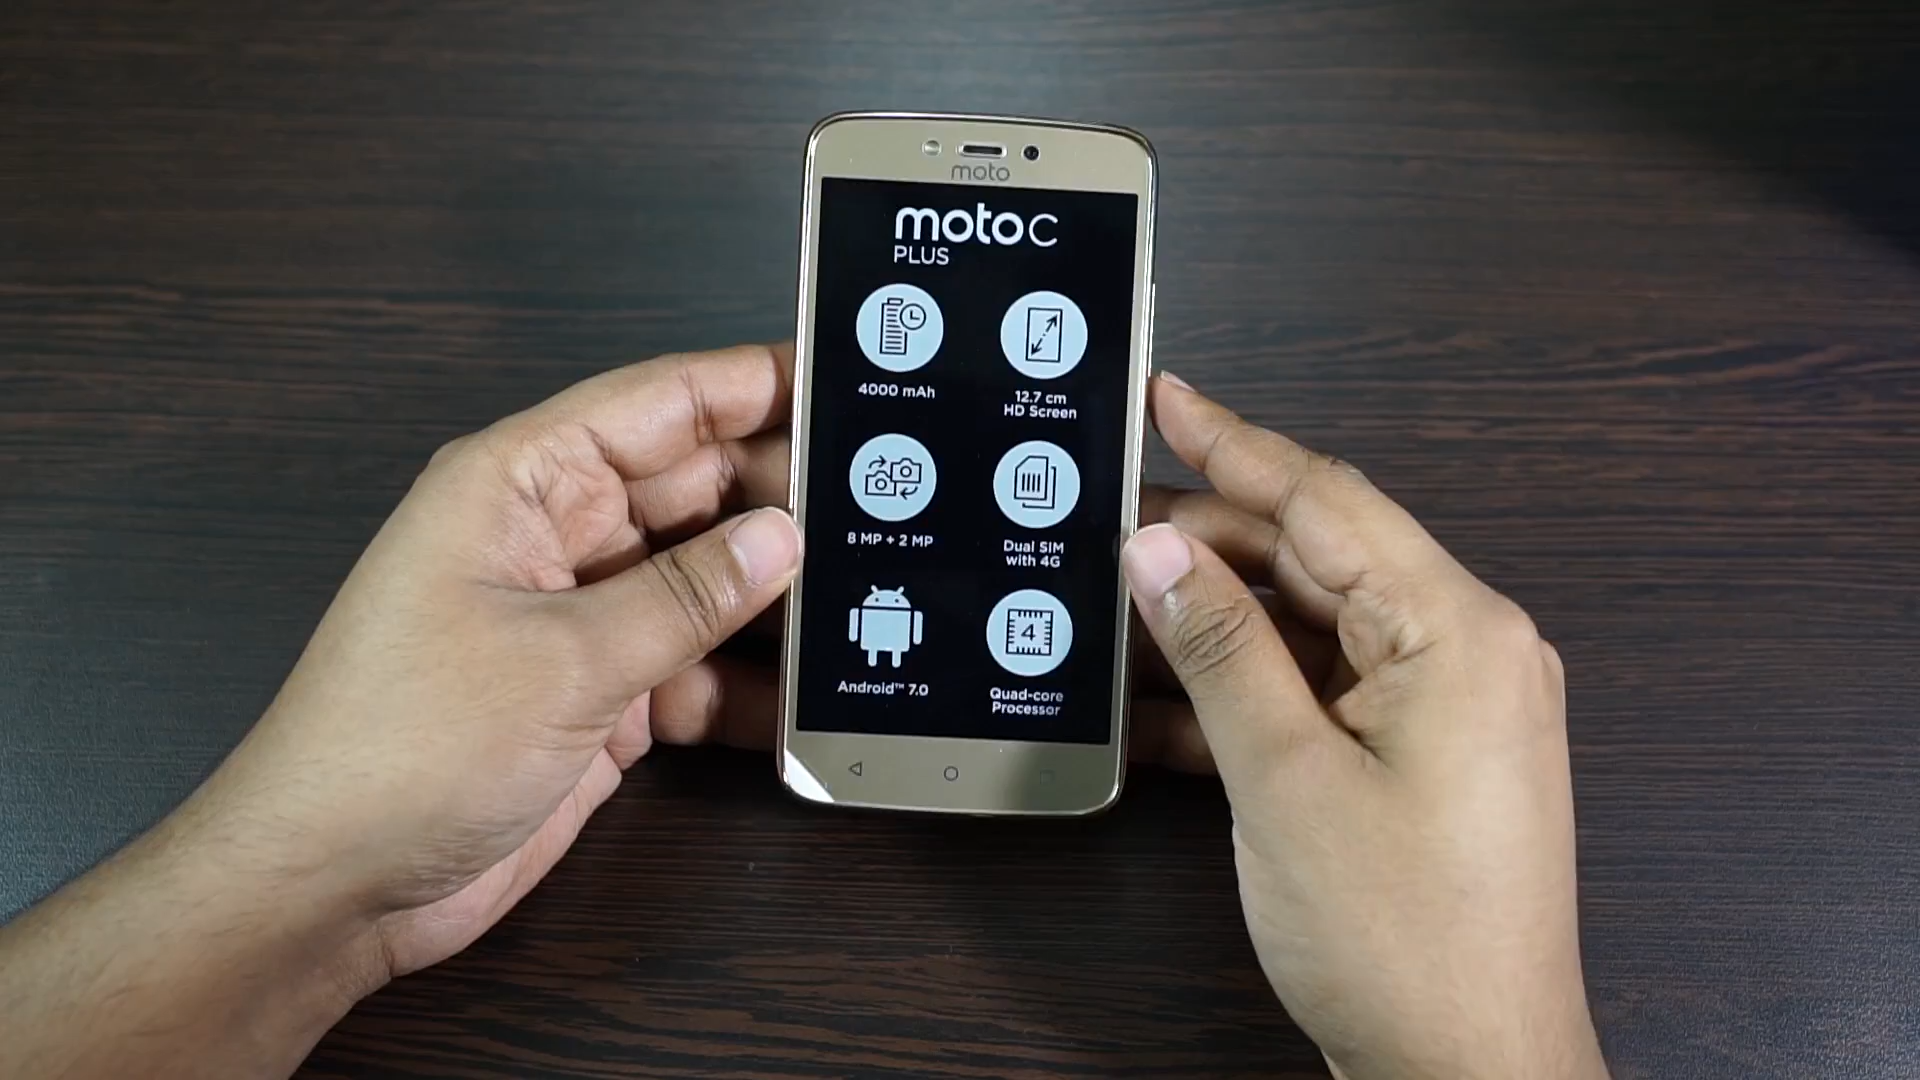 moto
moto c
PLUS
4000 mAh
12.7 cm
HD Screen
8 MP + 2 MP
Dual SIM
with 4G
Android™ 7.0
4
Quad-core
Processor